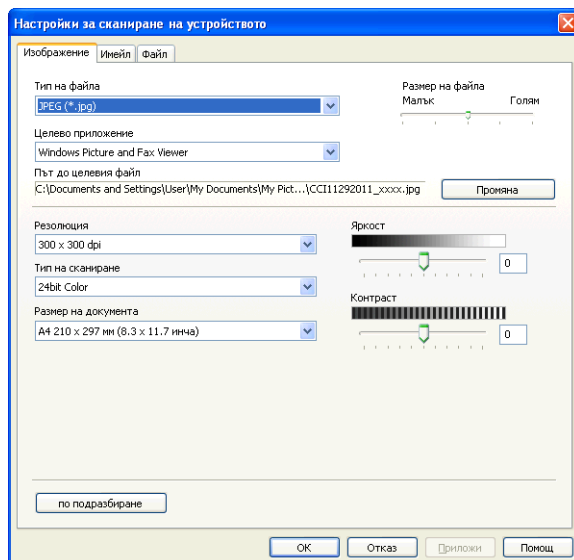 Настройки за сканиране на устройството
Изображение Имейл Файл
Тип на файла
JPEG (*.jpg)
Размер на файла
Малък Голям
Целево приложение
Windows Picture and Fax Viewer
Път до целевия файл
C:\Documents and Settings\User\My Documents\My Pict...\CCI11292011_xxxx.jpg
Промяна
Резолюция
300 x 300 dpi
Тип на сканиране
24bit Color
Размер на документа
A4 210 x 297 мм (8.3 x 11.7 инча)
Яркост
0
Контраст
0
по подразбиране
ОК Отказ Приложи Помощ